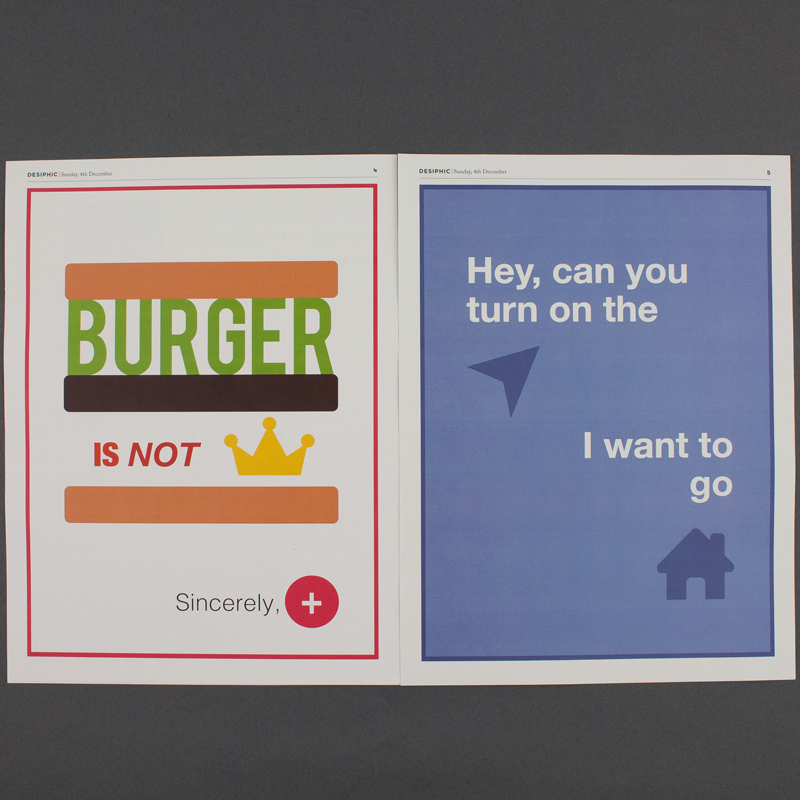 DESIPHIC | Sunday, 4th December
4
BURGER
IS NOT
Sincerely,
DESIPHIC | Sunday, 4th December
5
Hey, can you
turn on the
I want to
go